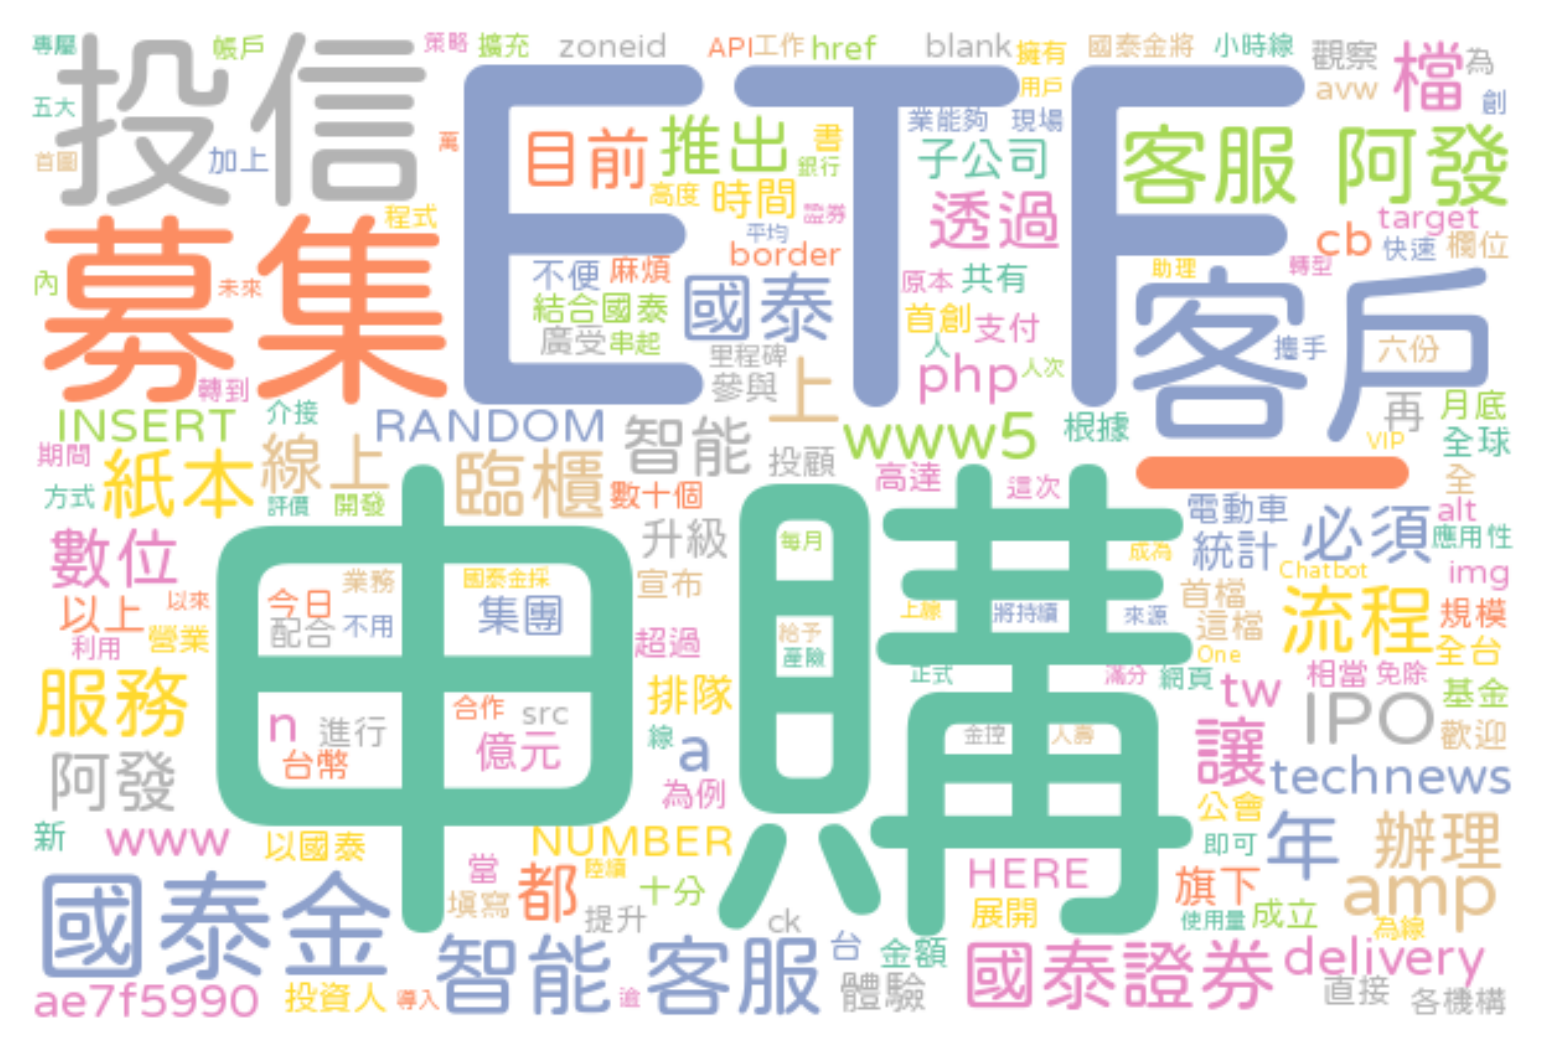 專屬 帳戶 策略 擴充 zoneid API 工作 href blank 擁有 國泰金將 小時線 觀察 檔 為
投信 ETF 用戶 avw 創
五大 萬 業能夠 現場
首圖 加上 目前 推出 書 銀行 子公司 客服 阿發
高度 時間 證券 透過 target
募集 程式 平均 border cb 快速 欄位
內 未來 不便 麻煩 國泰 原本 共有 助理 轉型
結合國泰 首創 支付 客戶
廣受 串起 里程碑 人 攜手 六份
轉到 參與 上 php 人次
INSERT 介接 RANDOM 智能 www5 根據 再 月底
期間 線上 投顧 高達 VIP 全球
紙本 臨櫃 一 全
方式 評價 開發 數十個 這次 電動車 alt
數位 申購 升級 每月 成為 統計 必須 應用性
業務 國泰金採 宣布 Chatbot img
以上 以來 今日 集團 上線 將持續 來源 首檔 流程 規模
利用 營業 配合 不用 超過 給予 這檔
產險 One 全台
服務 排隊 正式 滿分 網頁 tw 相當 免除 基金
n 進行 合作 src 線 a 金控 人壽 讓 IPO 歡迎
阿發 台幣 億元 為例 technews
公會
新 www 以國泰 NUMBER 即可 年 辦理
國泰金 當 都 陸續 十分 HERE 旗下 amp
填寫 提升 ck 展開 使用量 成立 為線
智能 客服 台 金額 國泰證券 delivery
ae7f5990 投資人 導入 逾 體驗 直接 各機構